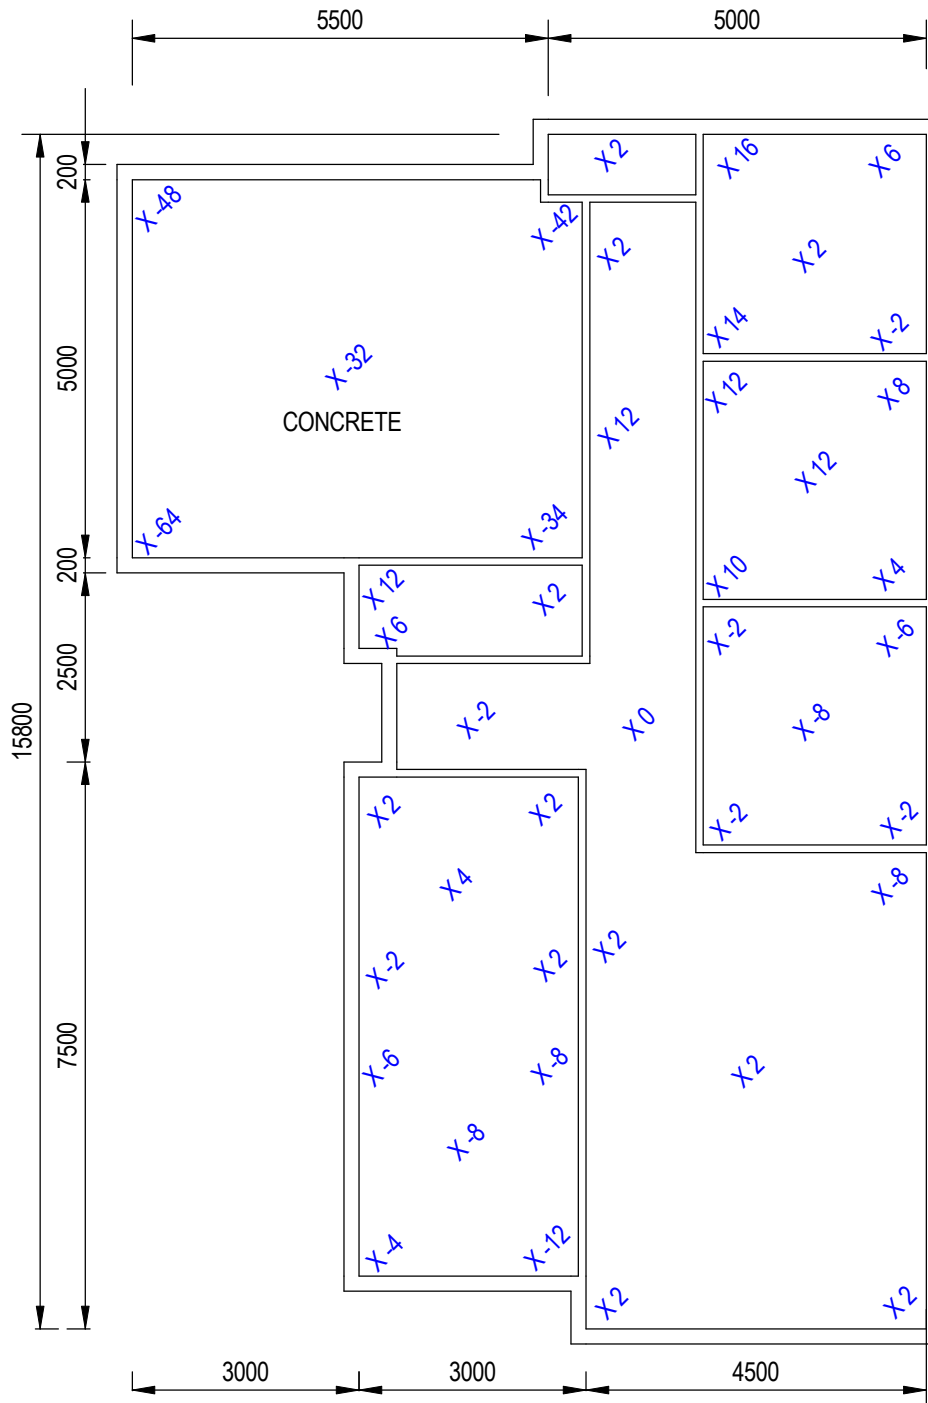 5500 5000
X 2 X 16 X 6
200
X -48 X -42
X 2 X 2
X 14 X -2
5000 X -32
CONCRETE X 12 X 8
X 12
X 12
X -64 X -34
200 X 12 X 2 X 10 X 4
X 6 X -2 X -6
2500
15800 X -2 X 0 X -8
X 2 X 2 X -2 X -2
X 4 X -8
X -2 X 2 X 2
7500
X -6 X -8 X 2
X -8
X -4 X -12
X 2 X 2
3000 3000 4500